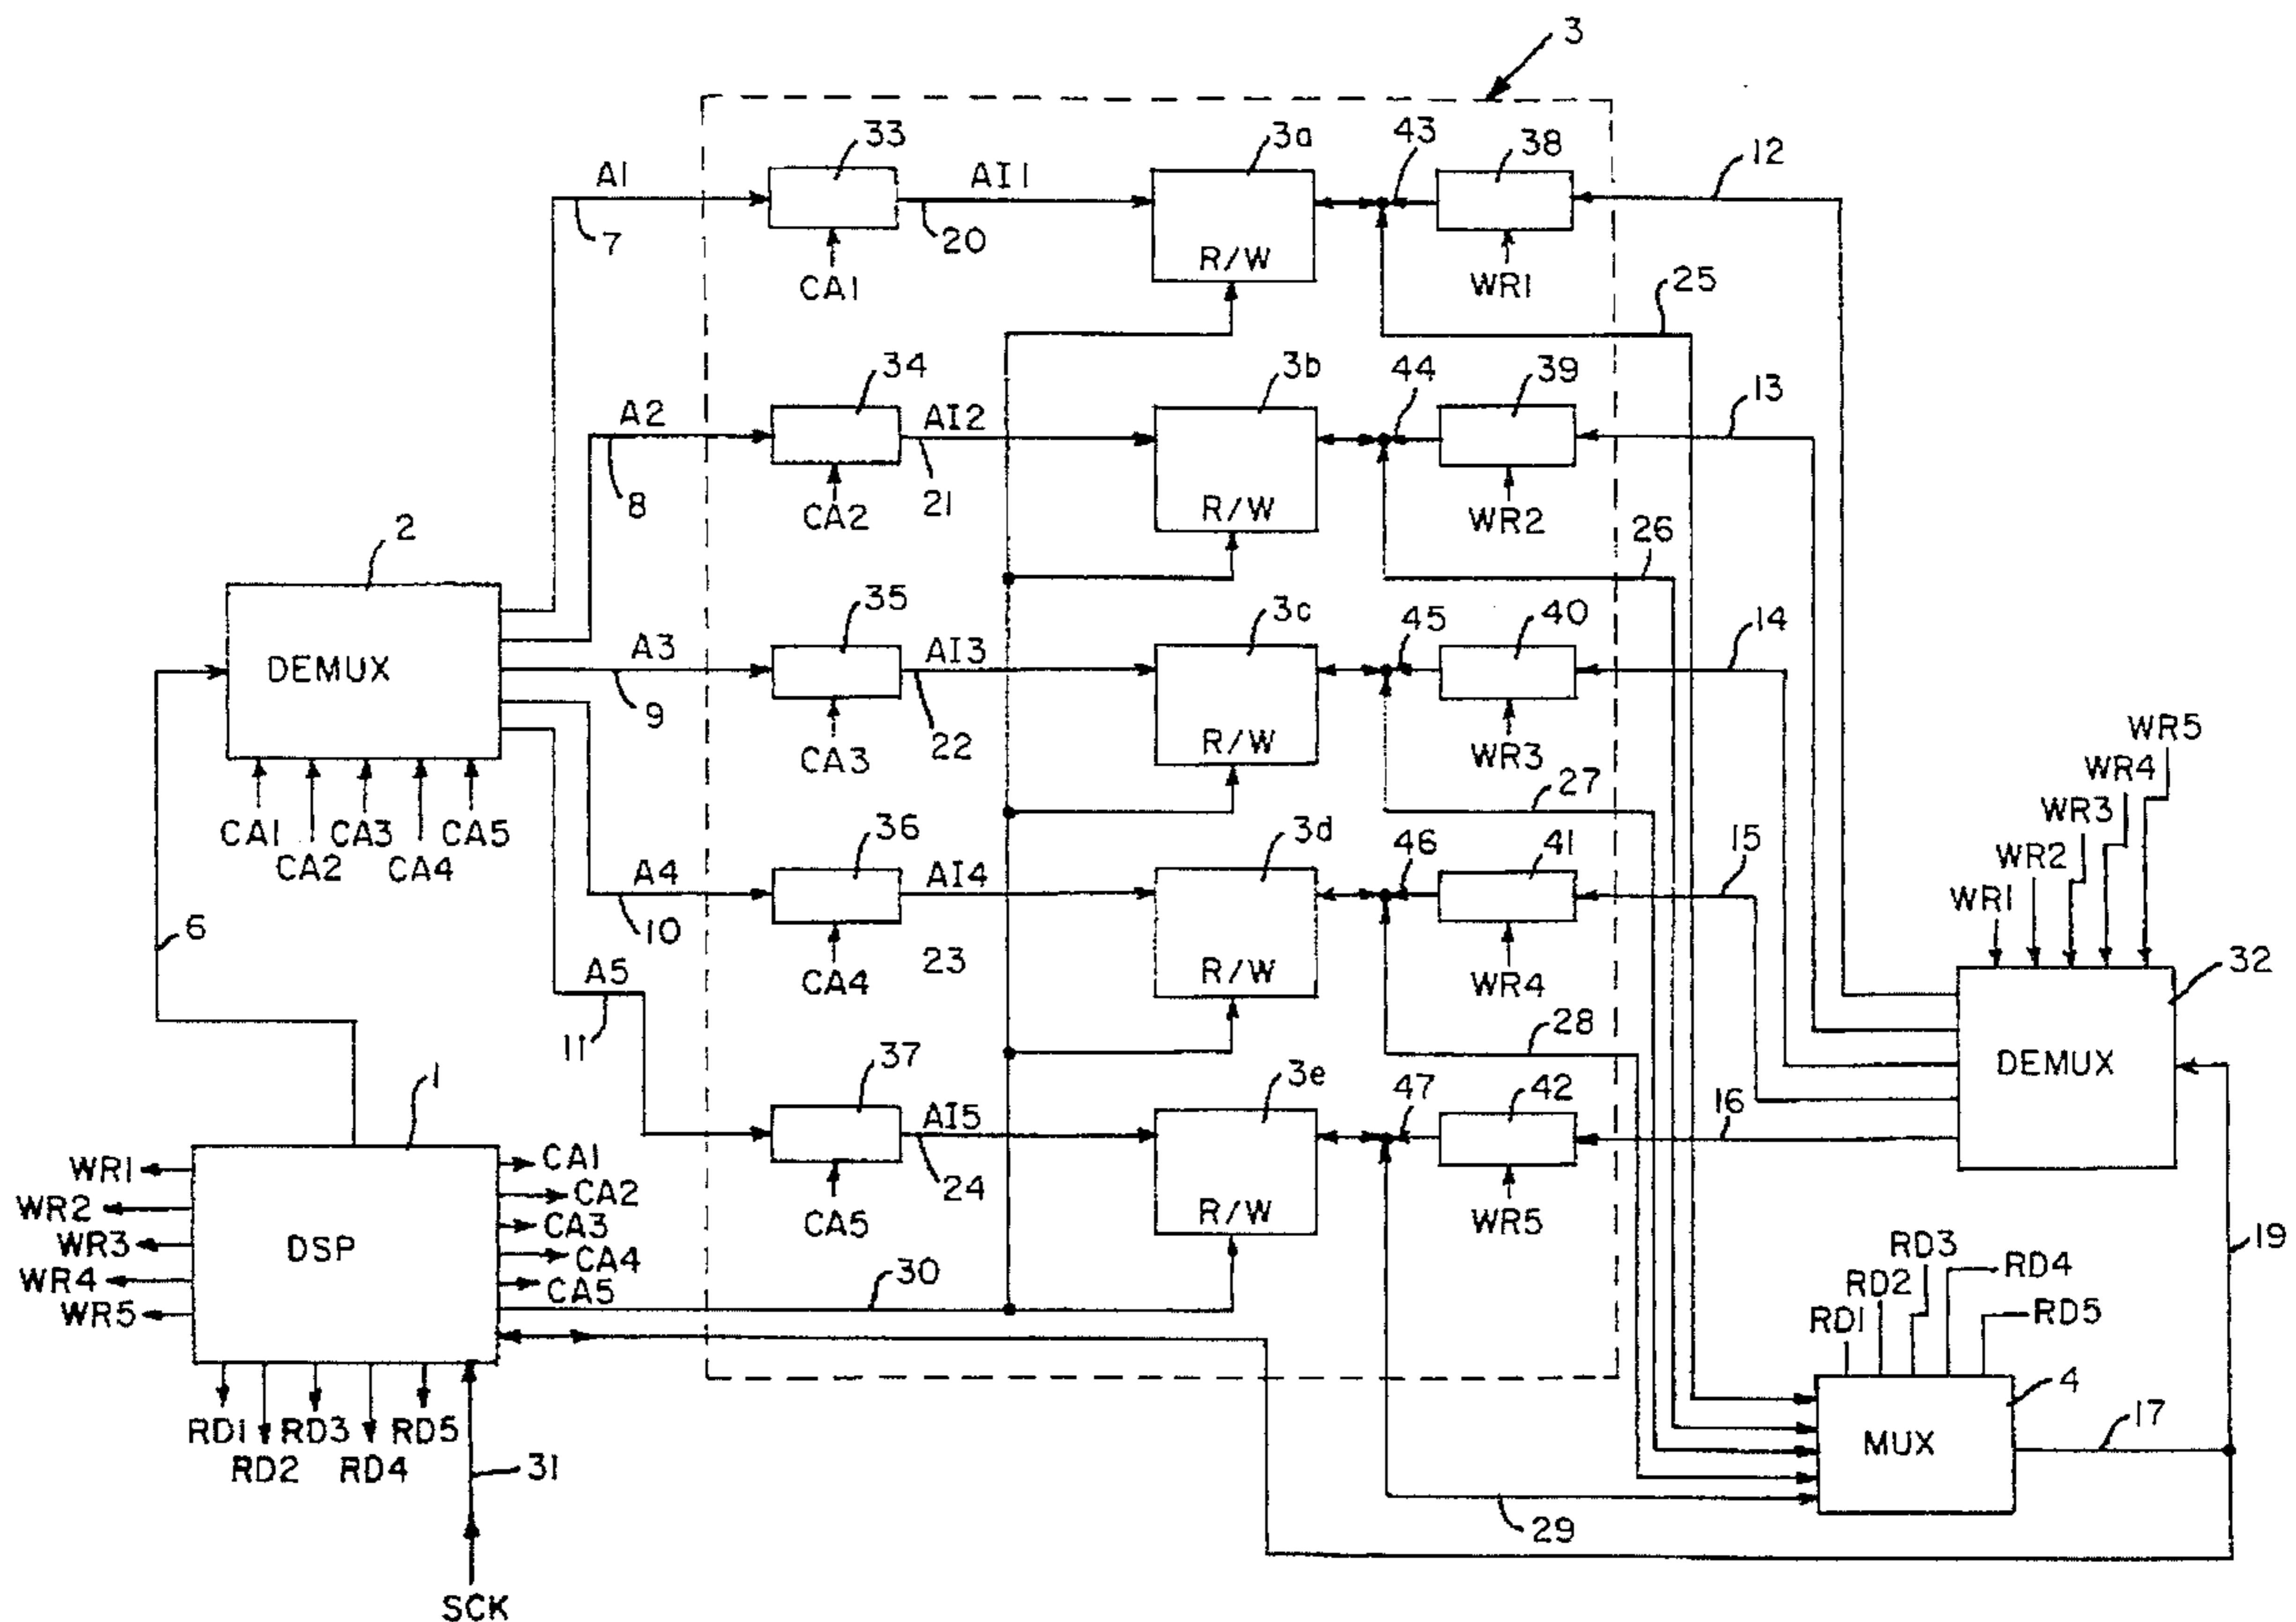 3
33
3a
43
38
12
A1
AI1
7
20
R/W
CA1
WR1
25
34
3b
44
39
13
A2
AI2
8
21
R/W
CA2
WR2
26
2
35
3c
45
40
14
DEMUX
A3
AI3
9
22
R/W
CA3
WR3
27
CA1 CA3 CA5
CA2 CA4
WR5
WR4
WR3
WR2
WR1
36
3d
46
41
15
A4
AI4
6
10
23
R/W
CA4
WR4
28
32
DEMUX
A5
11
37
3e
47
42
16
AI5
24
R/W
CA5
WR5
1
WR1
WR2
WR3
WR4
WR5
DSP
CA1
CA2
CA3
CA4
CA5
30
19
RD3
RD2 RD4
RD1 RD5
4
MUX
17
RD1 RD3 RD5
RD2 RD4
31
29
SCK